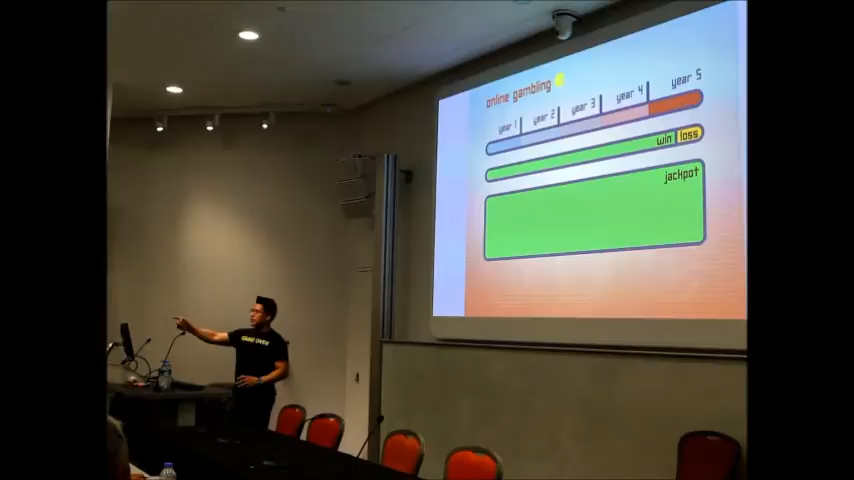 online gambling
year 1 year 2 year 3 year 4 year 5
win loss
jackpot
GAME OVER